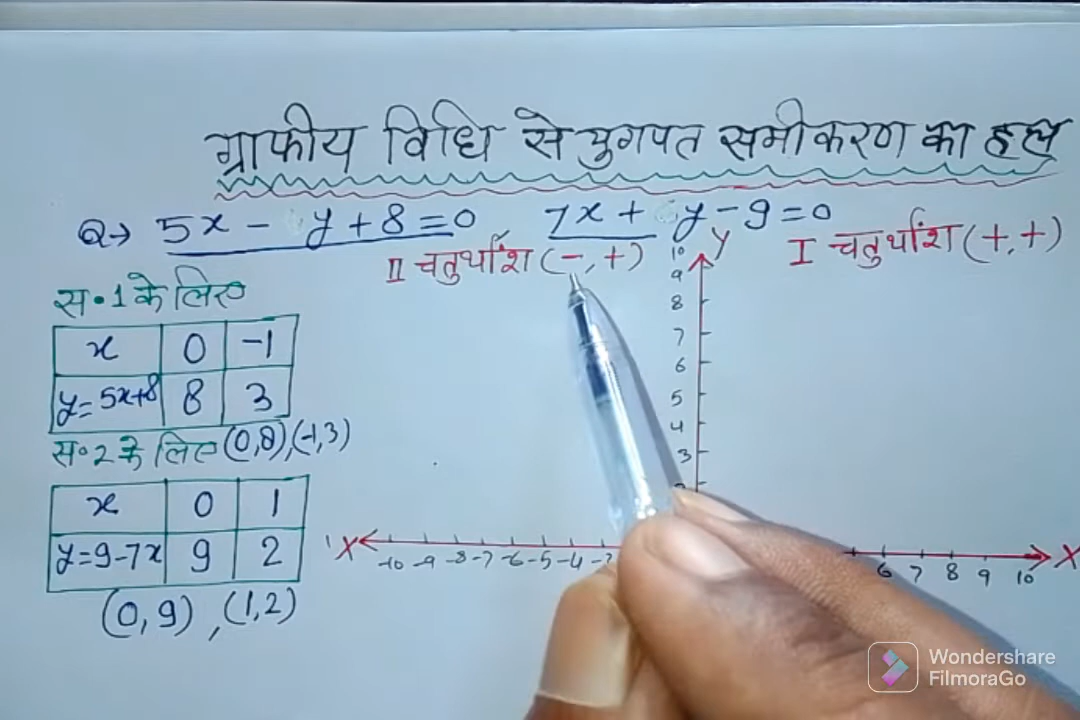 ग्राफीय विधि से युगपत समीकरण का हल
Q→ 5x - y + 8 = 0 7x + y - 9 = 0
II चतुर्थांश (-, +)
I चतुर्थांश (+, +)
स॰1 के लिए
x 0 -1
y = 5x+8 8 3
स॰2 के लिए (0,8), (-1,3)
x 0 1
y = 9-7x 9 2
(0, 9), (1, 2)
Y
10
9
8
7
6
5
4
3
X' -10 -9 -8 -7 -6 -5 -4
6 7 8 9 10 X
Wondershare
FilmoraGo